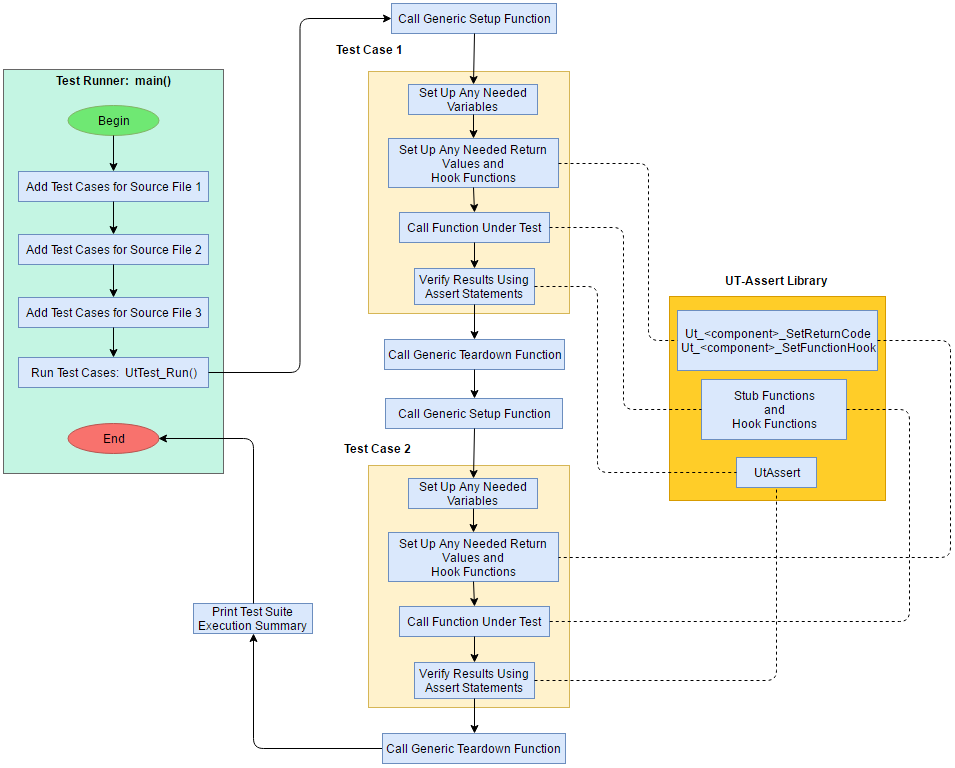 Call Generic Setup Function
Test Case 1
Test Runner:  main()
Begin
Add Test Cases for Source File 1
Add Test Cases for Source File 2
Add Test Cases for Source File 3
Run Test Cases:  UtTest_Run()
End
Set Up Any Needed
Variables
Set Up Any Needed Return
Values and
Hook Functions
Call Function Under Test
Verify Results Using
Assert Statements
Call Generic Teardown Function
Call Generic Setup Function
Test Case 2
Set Up Any Needed
Variables
Set Up Any Needed Return
Values and
Hook Functions
Call Function Under Test
Verify Results Using
Assert Statements
Call Generic Teardown Function
Print Test Suite
Execution Summary
UT-Assert Library
Ut_<component>_SetReturnCode
Ut_<component>_SetFunctionHook
Stub Functions
and
Hook Functions
UtAssert